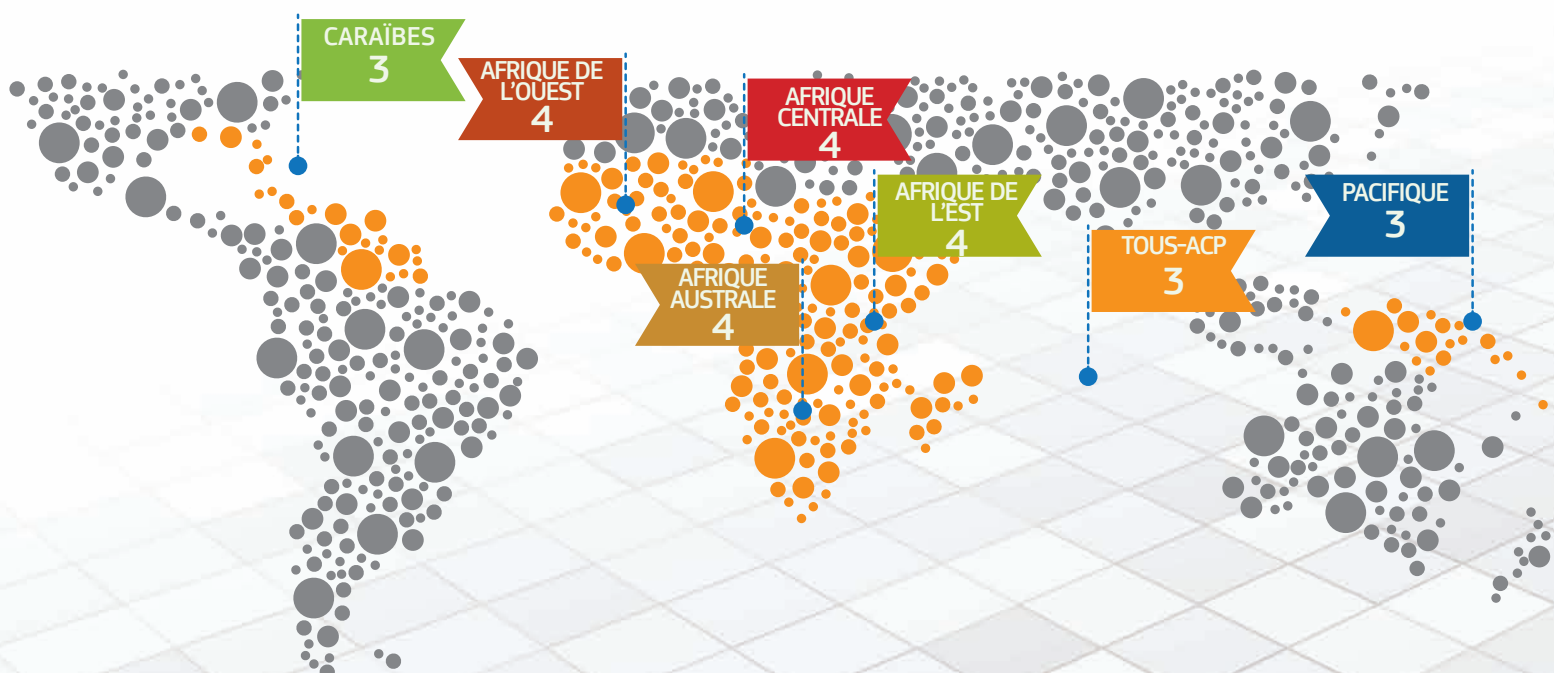 CARAÏBES
3
AFRIQUE DE
L'OUEST
4
AFRIQUE
CENTRALE
4
AFRIQUE DE
L'EST
4
PACIFIQUE
3
TOUS-ACP
3
AFRIQUE
AUSTRALE
4